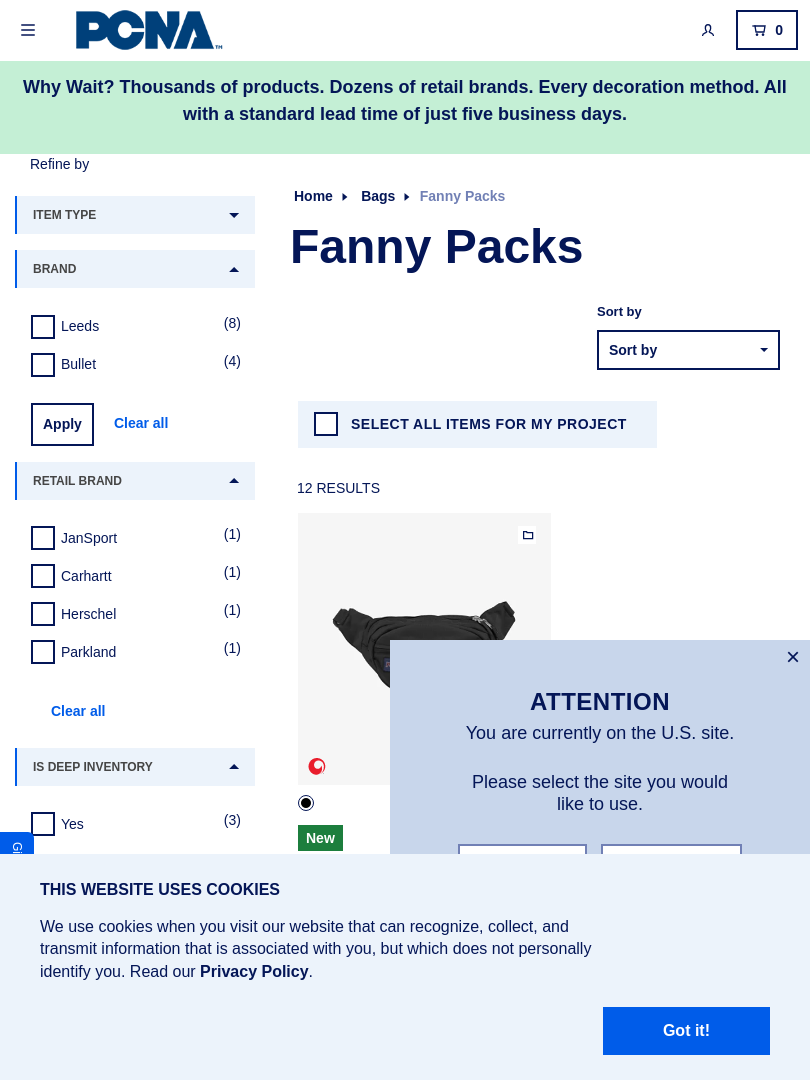 PCNA™
0
Why Wait? Thousands of products. Dozens of retail brands. Every decoration method. All
with a standard lead time of just five business days.
Refine by
ITEM TYPE
BRAND
Leeds (8)
Bullet (4)
Apply Clear all
RETAIL BRAND
JanSport (1)
Carhartt (1)
Herschel (1)
Parkland (1)
Clear all
IS DEEP INVENTORY
Yes (3)
Home Bags Fanny Packs
Fanny Packs
Sort by
Sort by
SELECT ALL ITEMS FOR MY PROJECT
12 RESULTS
New
ATTENTION
You are currently on the U.S. site.
Please select the site you would
like to use.
THIS WEBSITE USES COOKIES
We use cookies when you visit our website that can recognize, collect, and
transmit information that is associated with you, but which does not personally
identify you. Read our Privacy Policy.
Got it!